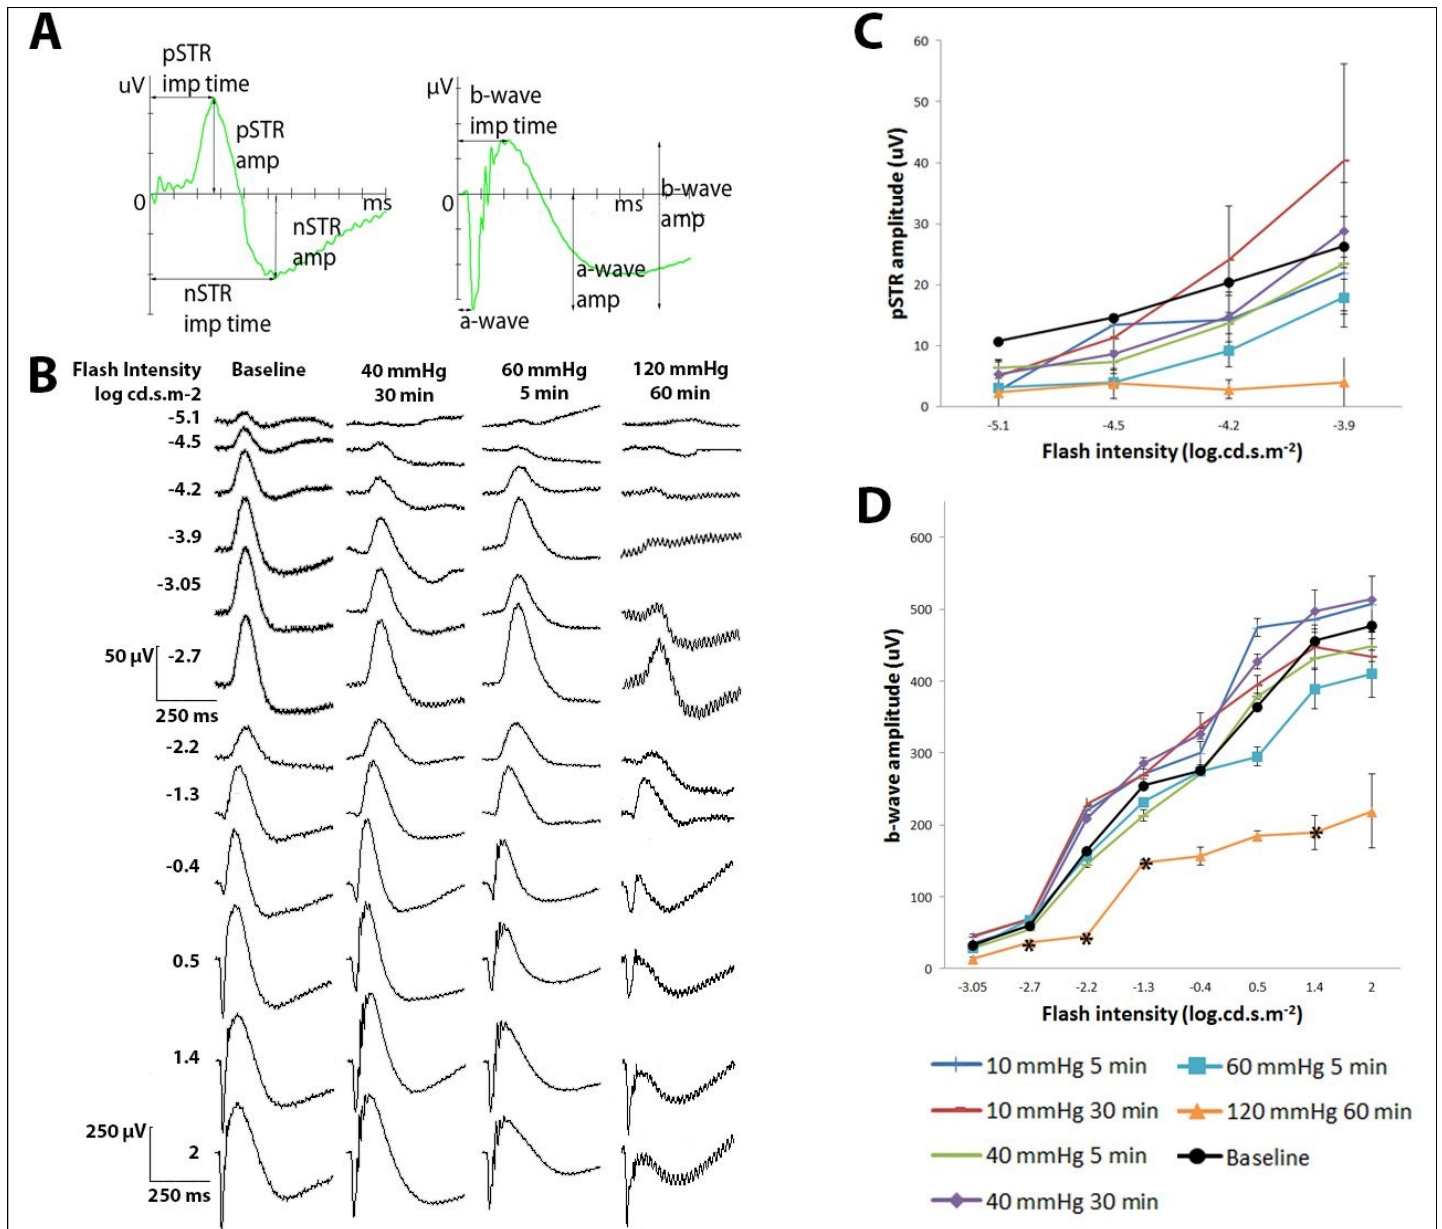 A
pSTR
imp time
uV
pSTR
amp
0
ms
nSTR
amp
nSTR
imp time
μV
b-wave
imp time
0
ms
b-wave
amp
a-wave
amp
a-wave
B
Flash Intensity
log cd.s.m-2
Baseline
40 mmHg
30 min
60 mmHg
5 min
120 mmHg
60 min
-5.1
-4.5
-4.2
-3.9
-3.05
-2.7
50 μV
250 ms
-2.2
-1.3
-0.4
0.5
1.4
2
250 μV
250 ms
C
pSTR amplitude (uV)
60
50
40
30
20
10
0
-5.1 -4.5 -4.2 -3.9
Flash intensity (log.cd.s.m⁻²)
D
b-wave amplitude (uV)
600
500
400
300
200
100
0
-3.05 -2.7 -2.2 -1.3 -0.4 0.5 1.4 2
Flash intensity (log.cd.s.m⁻²)
* * * *
10 mmHg 5 min
10 mmHg 30 min
40 mmHg 5 min
40 mmHg 30 min
60 mmHg 5 min
120 mmHg 60 min
Baseline